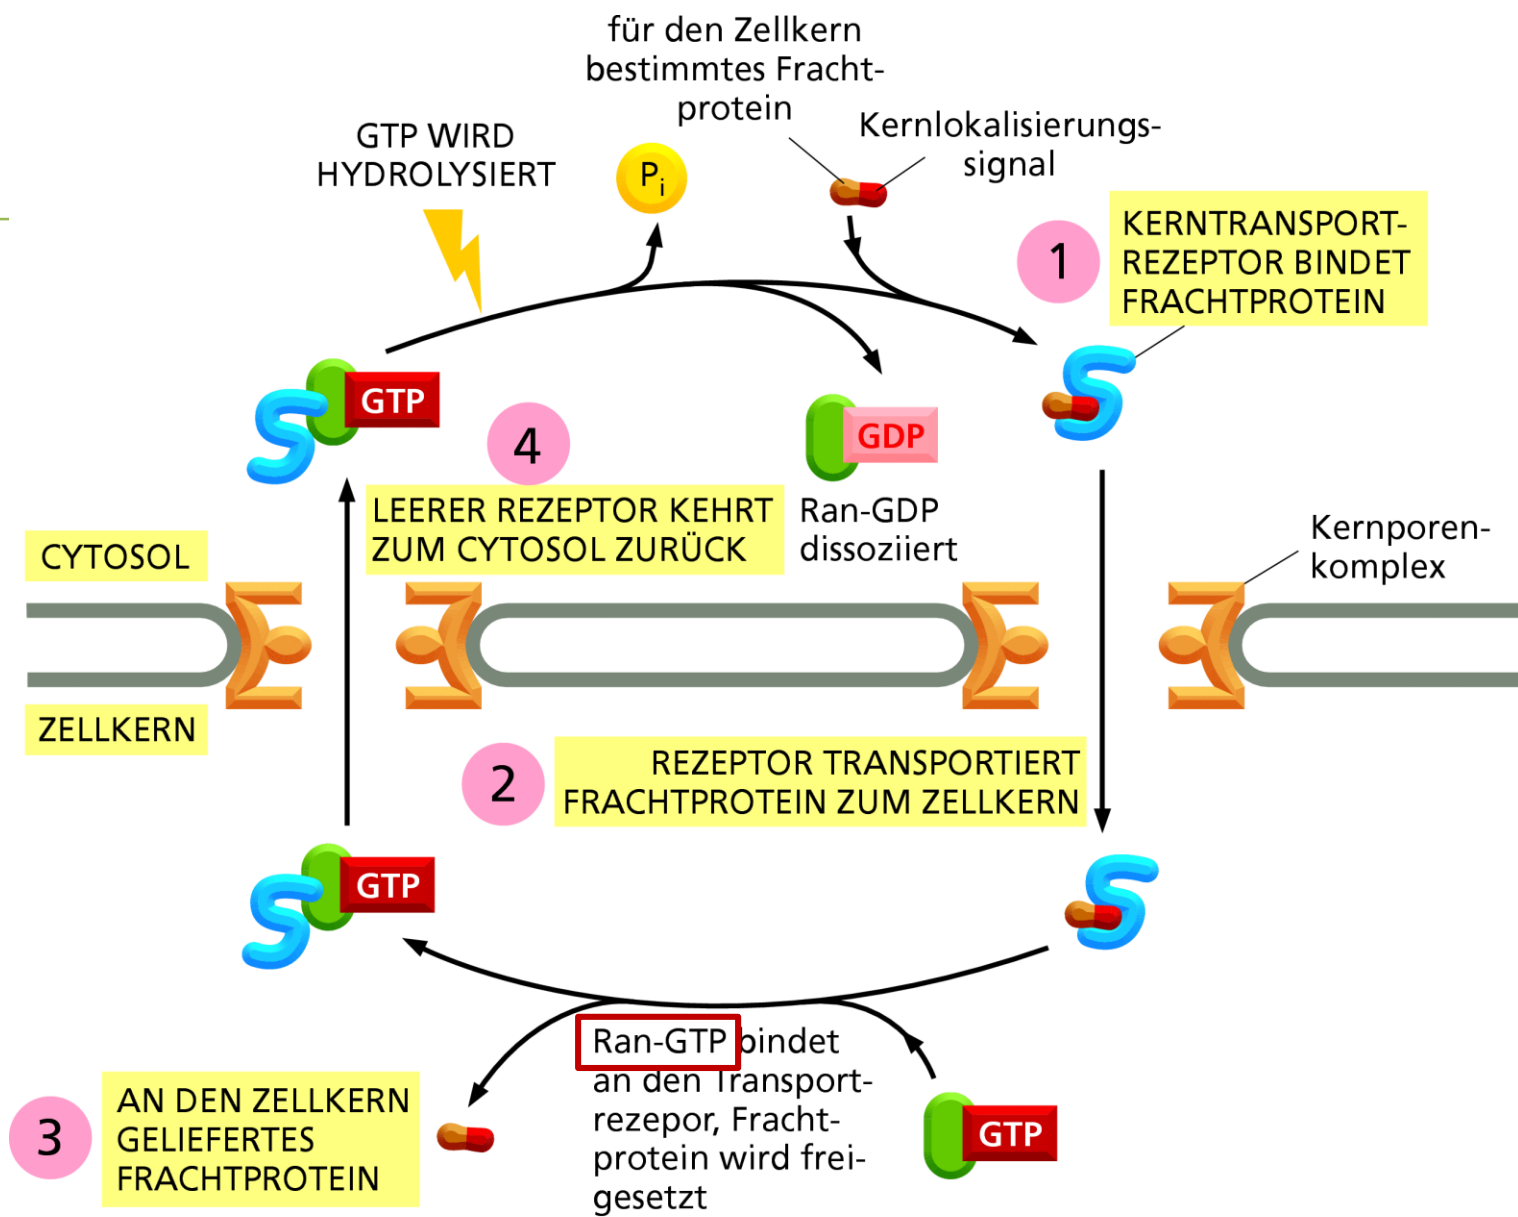 für den Zellkern
bestimmtes Fracht-
protein
Kernlokalisierungs-
signal
GTP WIRD
HYDROLYSIERT
Pi
1
KERNTRANSPORT-
REZEPTOR BINDET
FRACHTPROTEIN
GTP
4
GDP
LEERER REZEPTOR KEHRT
ZUM CYTOSOL ZURÜCK
Ran-GDP
dissoziiert
Kernporen-
komplex
CYTOSOL
ZELLKERN
2
REZEPTOR TRANSPORTIERT
FRACHTPROTEIN ZUM ZELLKERN
GTP
Ran-GTP bindet
an den Transport-
rezepor, Fracht-
protein wird frei-
gesetzt
GTP
3
AN DEN ZELLKERN
GELIEFERTES
FRACHTPROTEIN